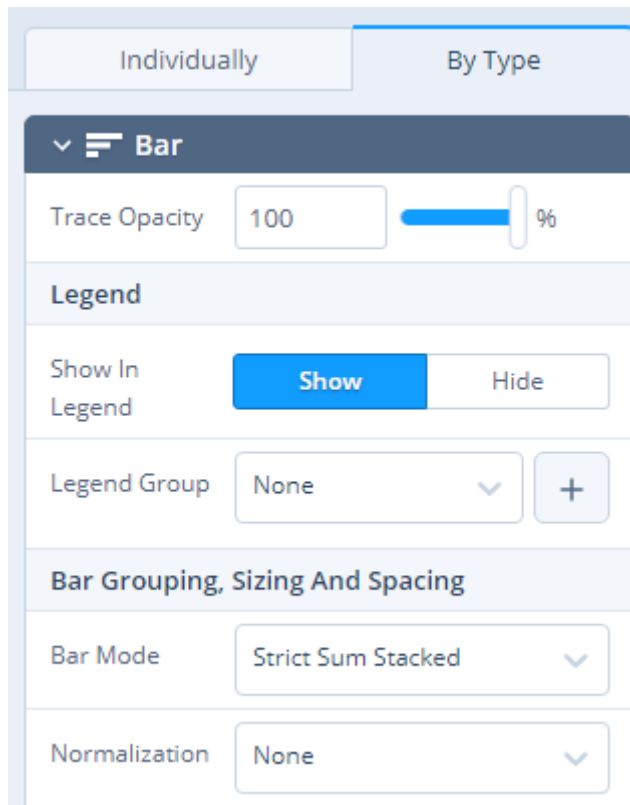 Individually
By Type
Bar
Trace Opacity
100
%
Legend
Show In
Legend
Show
Hide
Legend Group
None
+
Bar Grouping, Sizing And Spacing
Bar Mode
Strict Sum Stacked
Normalization
None